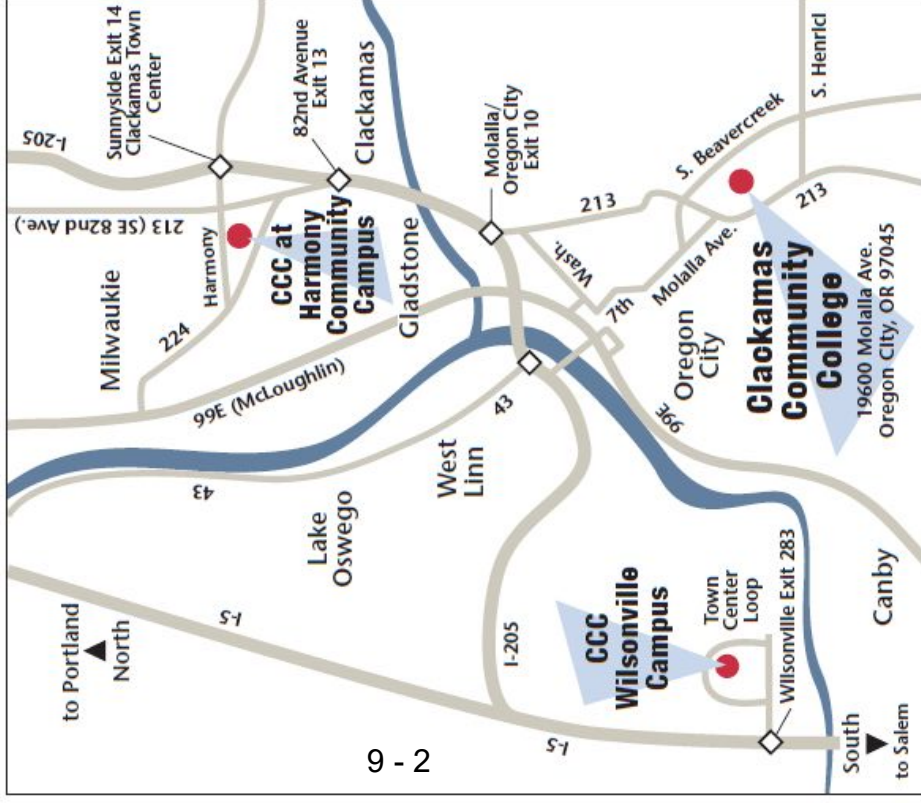 to Portland
North
I-5
I-5
South
to Salem
I-205
Sunnyside Exit 14
Clackamas Town
Center
82nd Avenue
Exit 13
Clackamas
213 (SE 82nd Ave.)
Milwaukie
Harmony
224
CCC at
Harmony
Community
Campus
Gladstone
99E (McLoughlin)
43
Lake
Oswego
43
West
Linn
I-205
Molalla/
Oregon City
Exit 10
213
Wash.
7th
Molalla Ave.
S. Beavercreek
S. Henrici
213
Oregon
City
99E
Clackamas
Community
College
19600 Molalla Ave.
Oregon City, OR 97045
CCC
Wilsonville
Campus
Town
Center
Loop
Wilsonville Exit 283
Canby
9 - 2